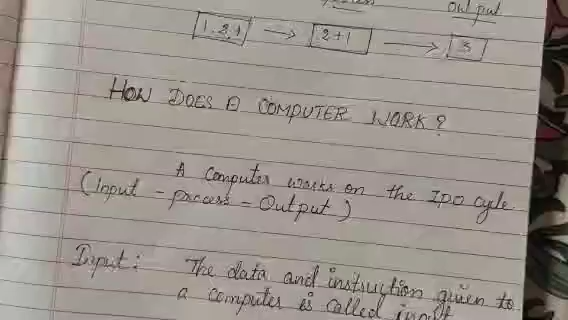 output
1,2,+ → 2+1 → 3
HOW DOES A COMPUTER WORK?
A computer works on the IPO cycle
(Input - process - Output)
Input: The data and instruction given to
a computer is called input